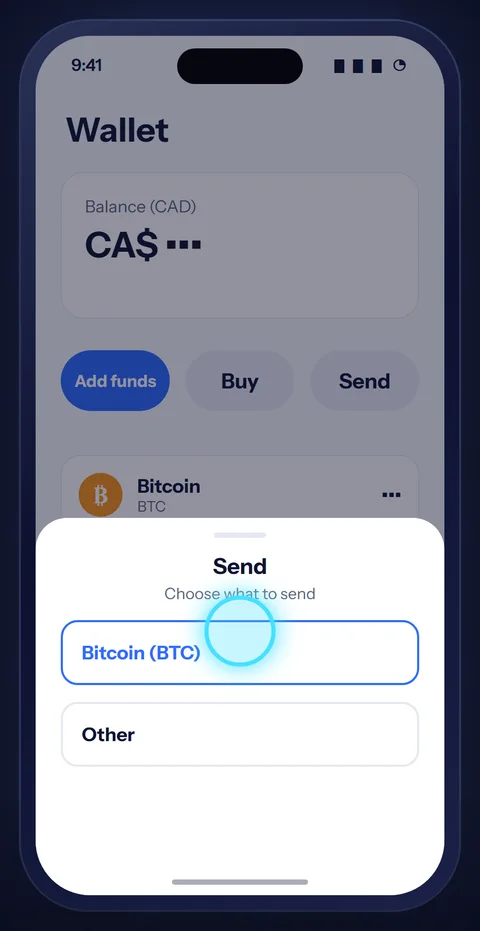 9:41
Wallet
Balance (CAD)
CA$ ...
Add funds
Buy
Send
Bitcoin
BTC
...
Send
Choose what to send
Bitcoin (BTC)
Other